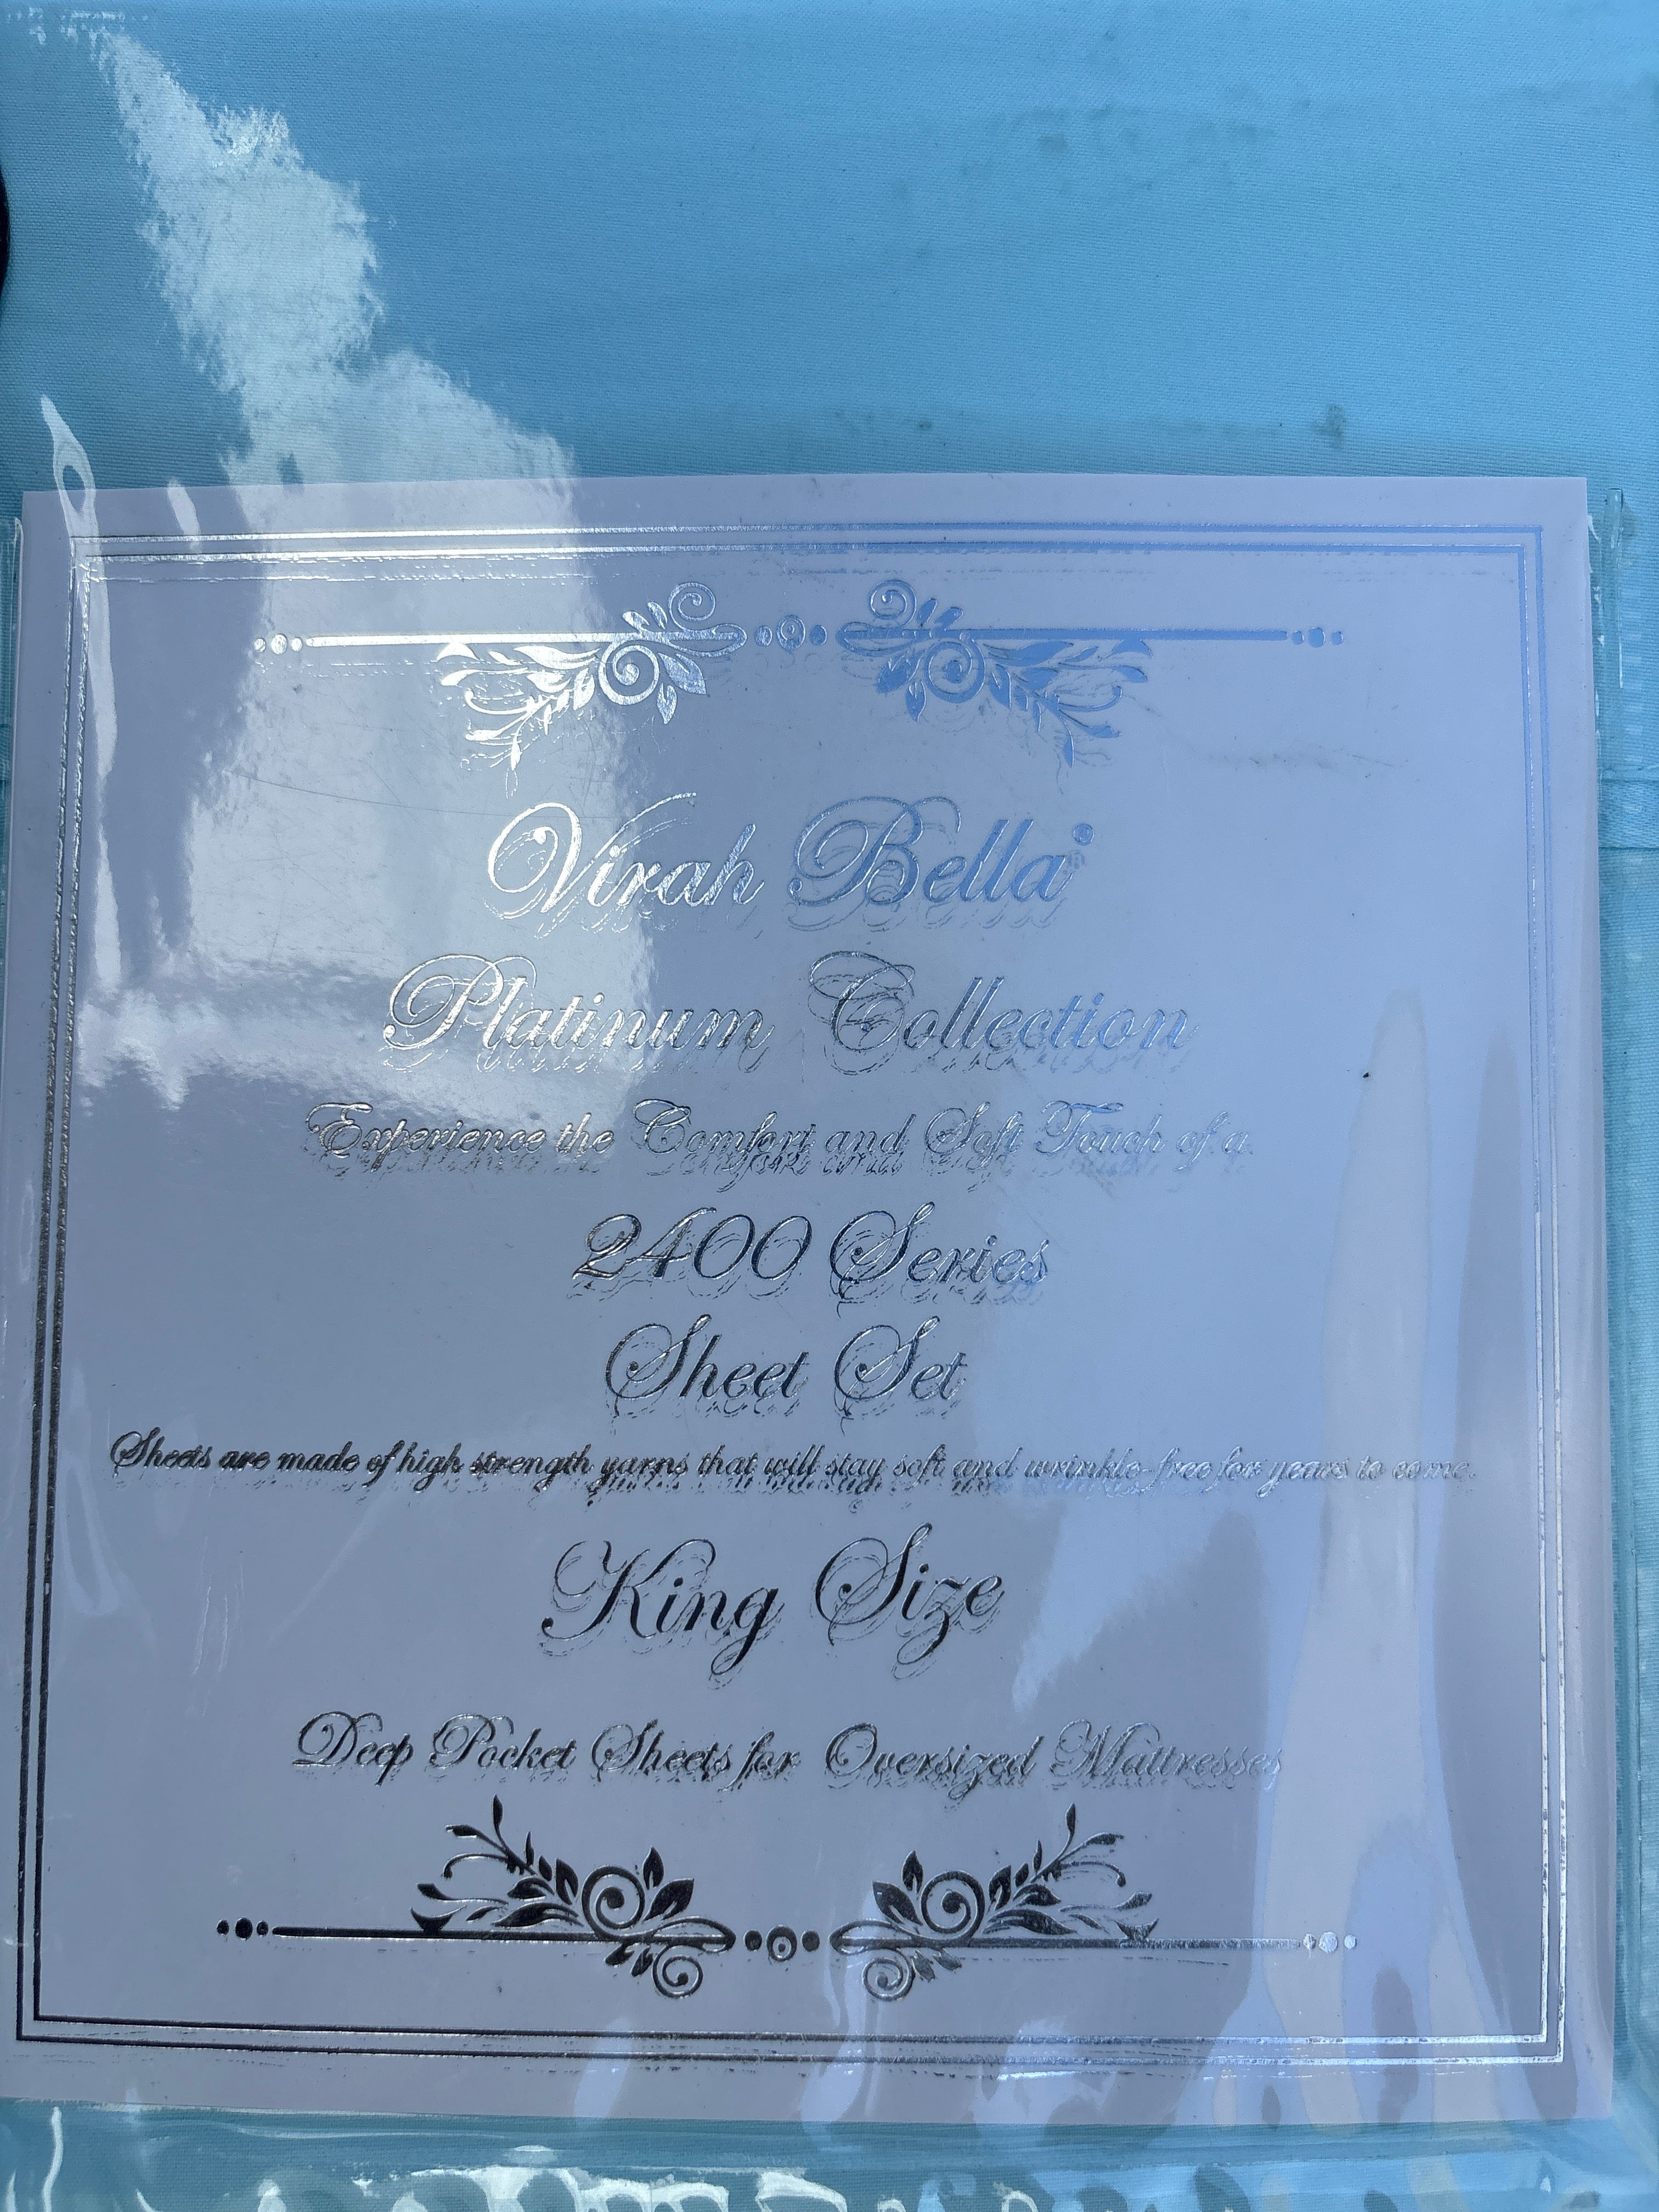 Virah Bella®
Platinum Collection
Experience the Comfort and Soft Touch of a
2400 Series
Sheet Set
Sheets are made of high strength yarns that will stay soft and wrinkle-free for years to come.
King Size
Deep Pocket Sheets for Oversized Mattresses